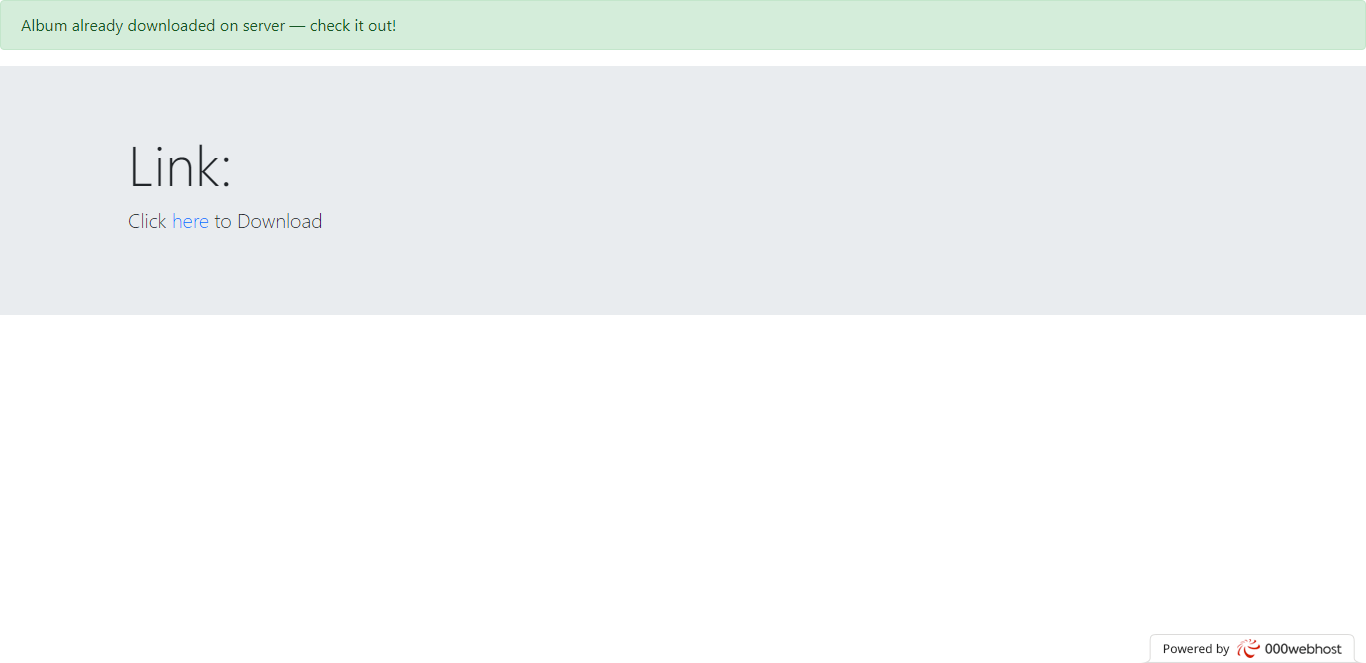 Album already downloaded on server — check it out!
Link:
Click here to Download
Powered by 000webhost